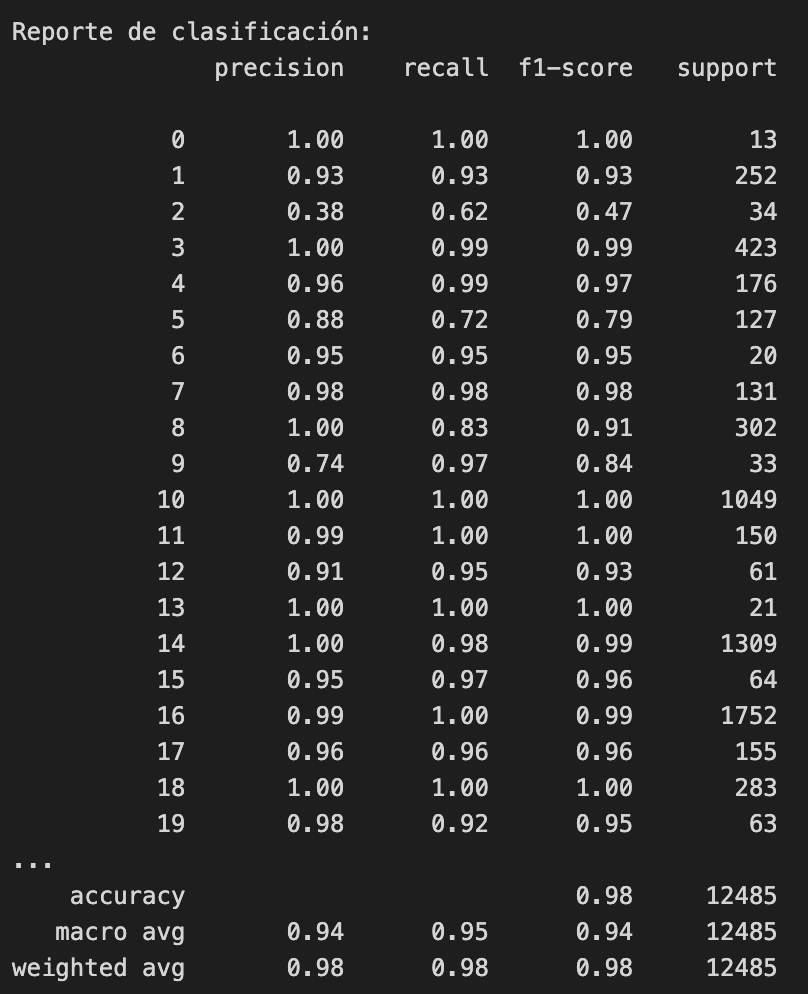 Reporte de clasificación:
precision recall f1-score support
0 1.00 1.00 1.00 13
1 0.93 0.93 0.93 252
2 0.38 0.62 0.47 34
3 1.00 0.99 0.99 423
4 0.96 0.99 0.97 176
5 0.88 0.72 0.79 127
6 0.95 0.95 0.95 20
7 0.98 0.98 0.98 131
8 1.00 0.83 0.91 302
9 0.74 0.97 0.84 33
10 1.00 1.00 1.00 1049
11 0.99 1.00 1.00 150
12 0.91 0.95 0.93 61
13 1.00 1.00 1.00 21
14 1.00 0.98 0.99 1309
15 0.95 0.97 0.96 64
16 0.99 1.00 0.99 1752
17 0.96 0.96 0.96 155
18 1.00 1.00 1.00 283
19 0.98 0.92 0.95 63
...
accuracy 0.98 12485
macro avg 0.94 0.95 0.94 12485
weighted avg 0.98 0.98 0.98 12485